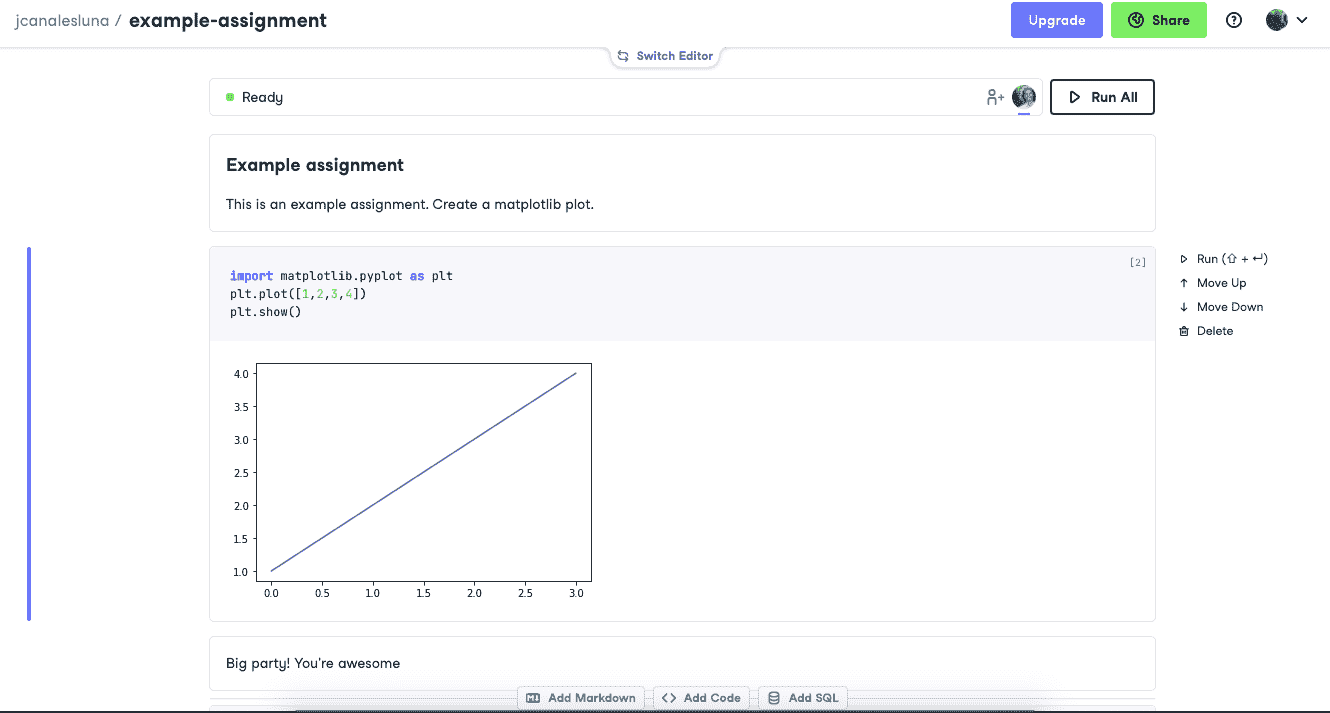 jcanalesluna / example-assignment
Upgrade
Share
Switch Editor
Ready
Run All
Example assignment
This is an example assignment. Create a matplotlib plot.
import matplotlib.pyplot as plt
plt.plot([1,2,3,4])
plt.show()
[2]
Run (⇧ + ↵)
Move Up
Move Down
Delete
4.0
3.5
3.0
2.5
2.0
1.5
1.0
0.0 0.5 1.0 1.5 2.0 2.5 3.0
Big party! You're awesome
Add Markdown
Add Code
Add SQL